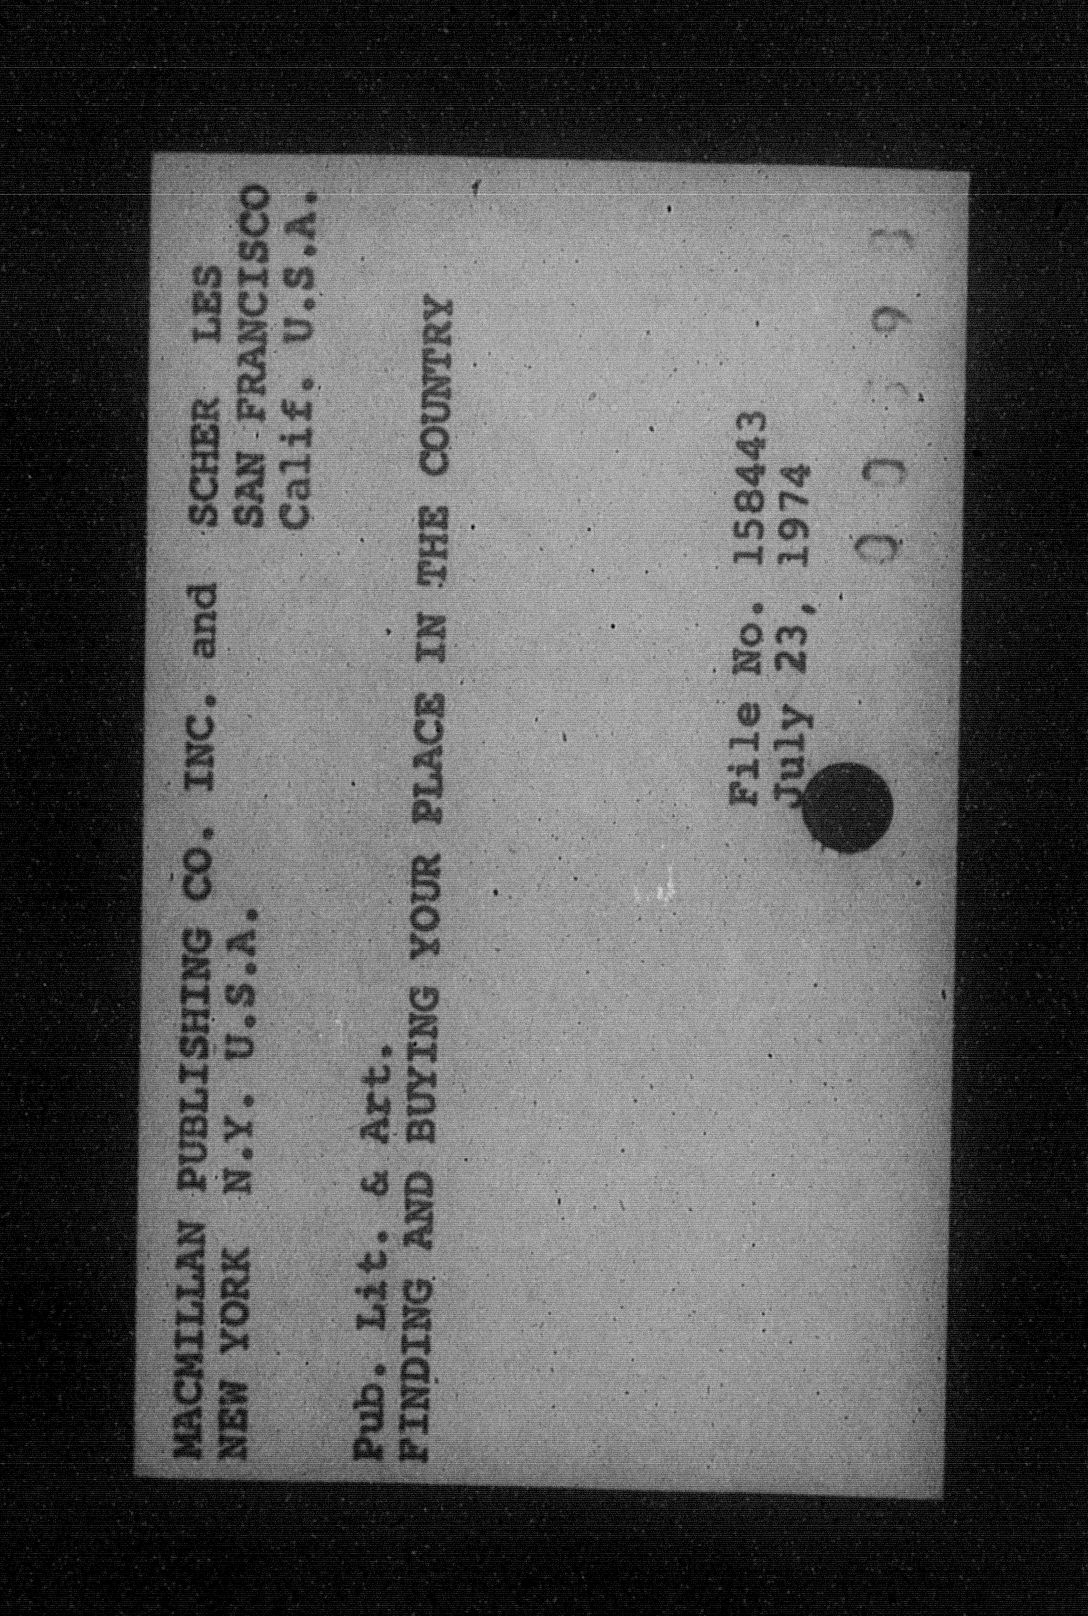 MACMILLAN PUBLISHING CO. INC. and SCHER LES
NEW YORK N.Y. U.S.A. SAN FRANCISCO
Calif. U.S.A.
Pub. Lit. & Art.
FINDING AND BUYING YOUR PLACE IN THE COUNTRY
File No. 158443
July 23, 1974